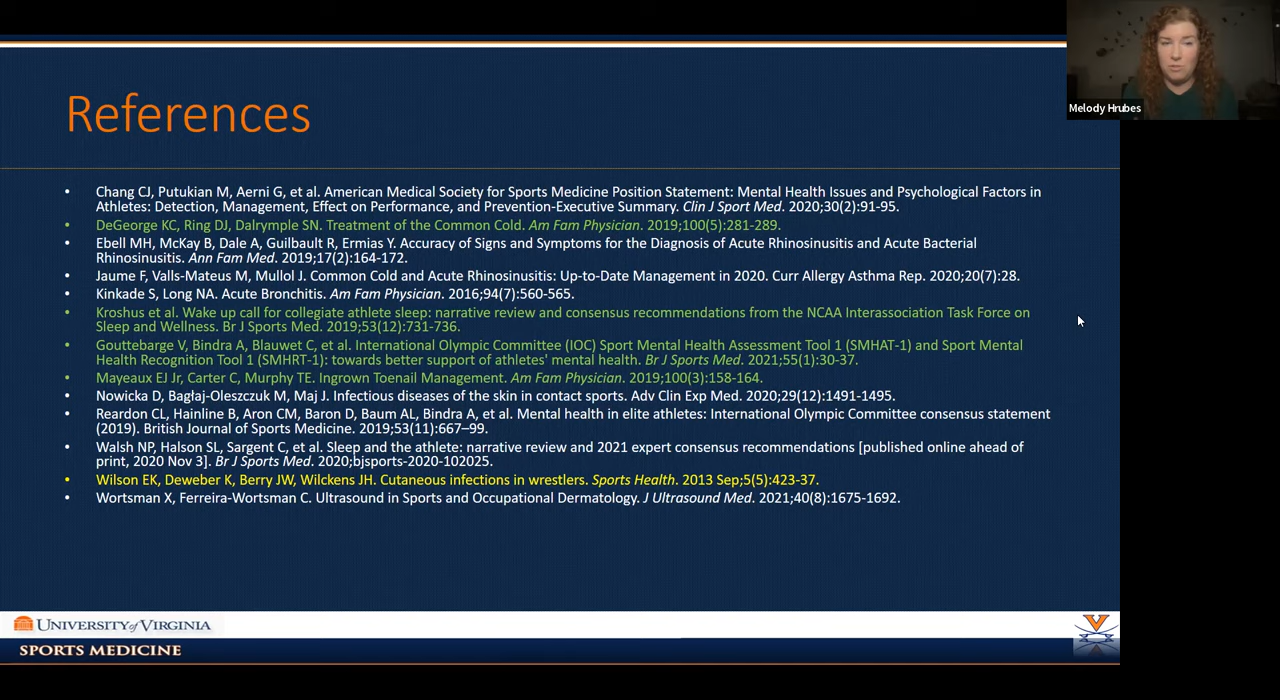 Melody Hrubes
References
• Chang CJ, Putukian M, Aerni G, et al. American Medical Society for Sports Medicine Position Statement: Mental Health Issues and Psychological Factors in
Athletes: Detection, Management, Effect on Performance, and Prevention-Executive Summary. Clin J Sport Med. 2020;30(2):91-95.
• DeGeorge KC, Ring DJ, Dalrymple SN. Treatment of the Common Cold. Am Fam Physician. 2019;100(5):281-289.
• Ebell MH, McKay B, Dale A, Guilbault R, Ermias Y. Accuracy of Signs and Symptoms for the Diagnosis of Acute Rhinosinusitis and Acute Bacterial
Rhinosinusitis. Ann Fam Med. 2019;17(2):164-172.
• Jaume F, Valls-Mateus M, Mullol J. Common Cold and Acute Rhinosinusitis: Up-to-Date Management in 2020. Curr Allergy Asthma Rep. 2020;20(7):28.
• Kinkade S, Long NA. Acute Bronchitis. Am Fam Physician. 2016;94(7):560-565.
• Kroshus et al. Wake up call for collegiate athlete sleep: narrative review and consensus recommendations from the NCAA Interassociation Task Force on
Sleep and Wellness. Br J Sports Med. 2019;53(12):731-736.
• Gouttebarge V, Bindra A, Blauwet C, et al. International Olympic Committee (IOC) Sport Mental Health Assessment Tool 1 (SMHAT-1) and Sport Mental
Health Recognition Tool 1 (SMHRT-1): towards better support of athletes' mental health. Br J Sports Med. 2021;55(1):30-37.
• Mayeaux EJ Jr, Carter C, Murphy TE. Ingrown Toenail Management. Am Fam Physician. 2019;100(3):158-164.
• Nowicka D, Bagłaj-Oleszczuk M, Maj J. Infectious diseases of the skin in contact sports. Adv Clin Exp Med. 2020;29(12):1491-1495.
• Reardon CL, Hainline B, Aron CM, Baron D, Baum AL, Bindra A, et al. Mental health in elite athletes: International Olympic Committee consensus statement
(2019). British Journal of Sports Medicine. 2019;53(11):667–99.
• Walsh NP, Halson SL, Sargent C, et al. Sleep and the athlete: narrative review and 2021 expert consensus recommendations [published online ahead of
print, 2020 Nov 3]. Br J Sports Med. 2020;bjsports-2020-102025.
• Wilson EK, Deweber K, Berry JW, Wilckens JH. Cutaneous infections in wrestlers. Sports Health. 2013 Sep;5(5):423-37.
• Wortsman X, Ferreira-Wortsman C. Ultrasound in Sports and Occupational Dermatology. J Ultrasound Med. 2021;40(8):1675-1692.
UNIVERSITY of VIRGINIA
SPORTS MEDICINE